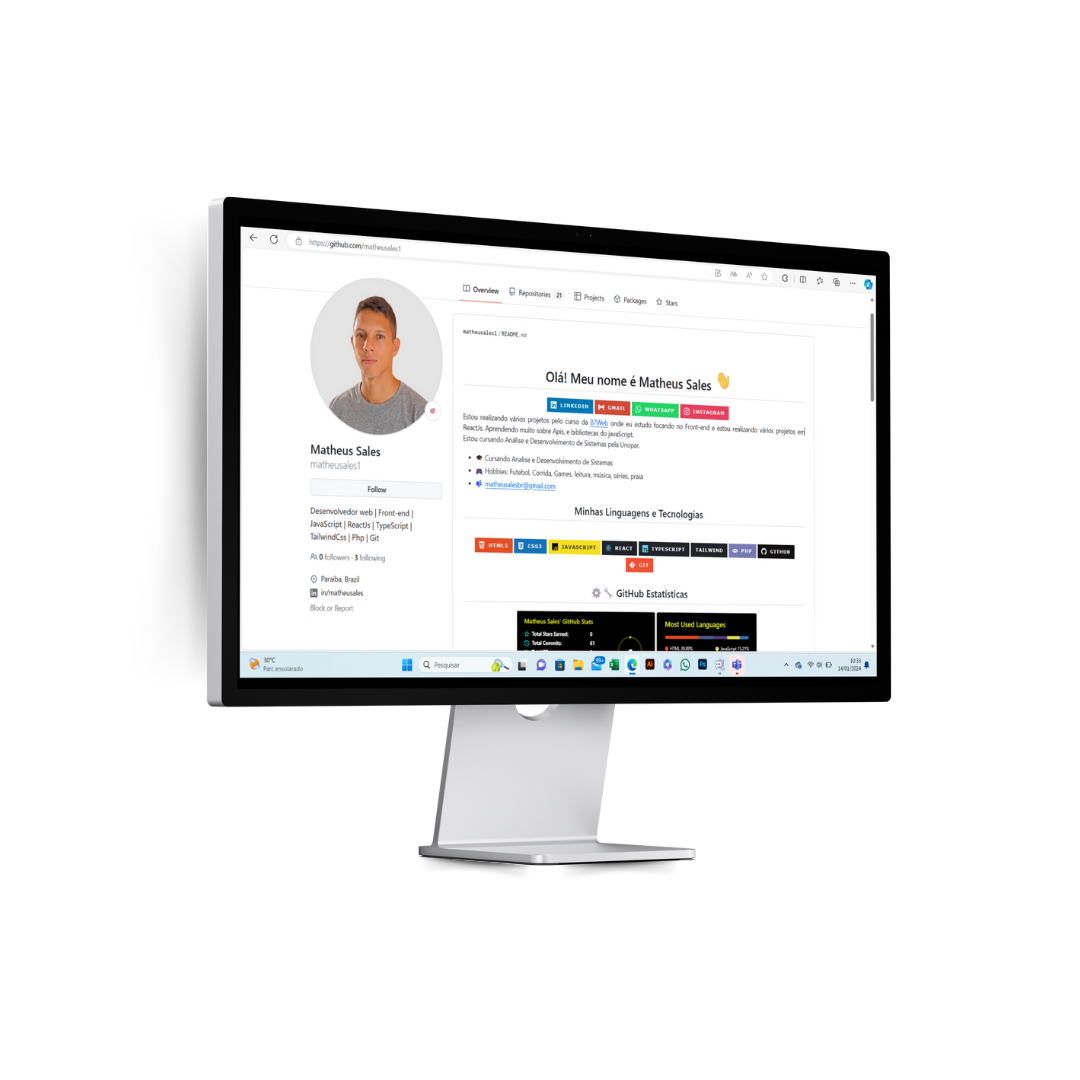 https://github.com/matheusales1
Overview Repositories 21 Projects Packages Stars
matheusales1/README.md
Olá! Meu nome é Matheus Sales
LINKEDIN GMAIL WHATSAPP INSTAGRAM
Estou realizando vários projetos pelo curso da B7Web onde eu estudo focando no Front-end e estou realizando vários projetos em
ReactJs. Aprendendo muito sobre Apis, e bibliotecas do javaScript.
Estou cursando Análise e Desenvolvimento de Sistemas pela Unopar.
Cursando Analise e Desenvolvimento de Sistemas
Hobbies: Futebol, Corrida, Games, leitura, música, séries, praia
matheusalesbr@gmail.com
Minhas Linguagens e Tecnologias
HTML5 CSS3 JAVASCRIPT REACT TYPESCRIPT TAILWIND PHP GITHUB
GIT
GitHub Estatísticas
Matheus Sales' GitHub Stats
Total Stars Earned: 0
Total Commits: 61
Most Used Languages
HTML 39.89% JavaScript 15.21%
Matheus Sales
matheusales1
Follow
Desenvolvedor web | Front-end |
JavaScript | ReactJs | TypeScript |
TailwindCss | Php | Git
0 followers · 3 following
Paraiba, Brazil
in/matheusales
Block or Report
30°C
Parc ensolarado
Pesquisar
10:33
14/01/2024